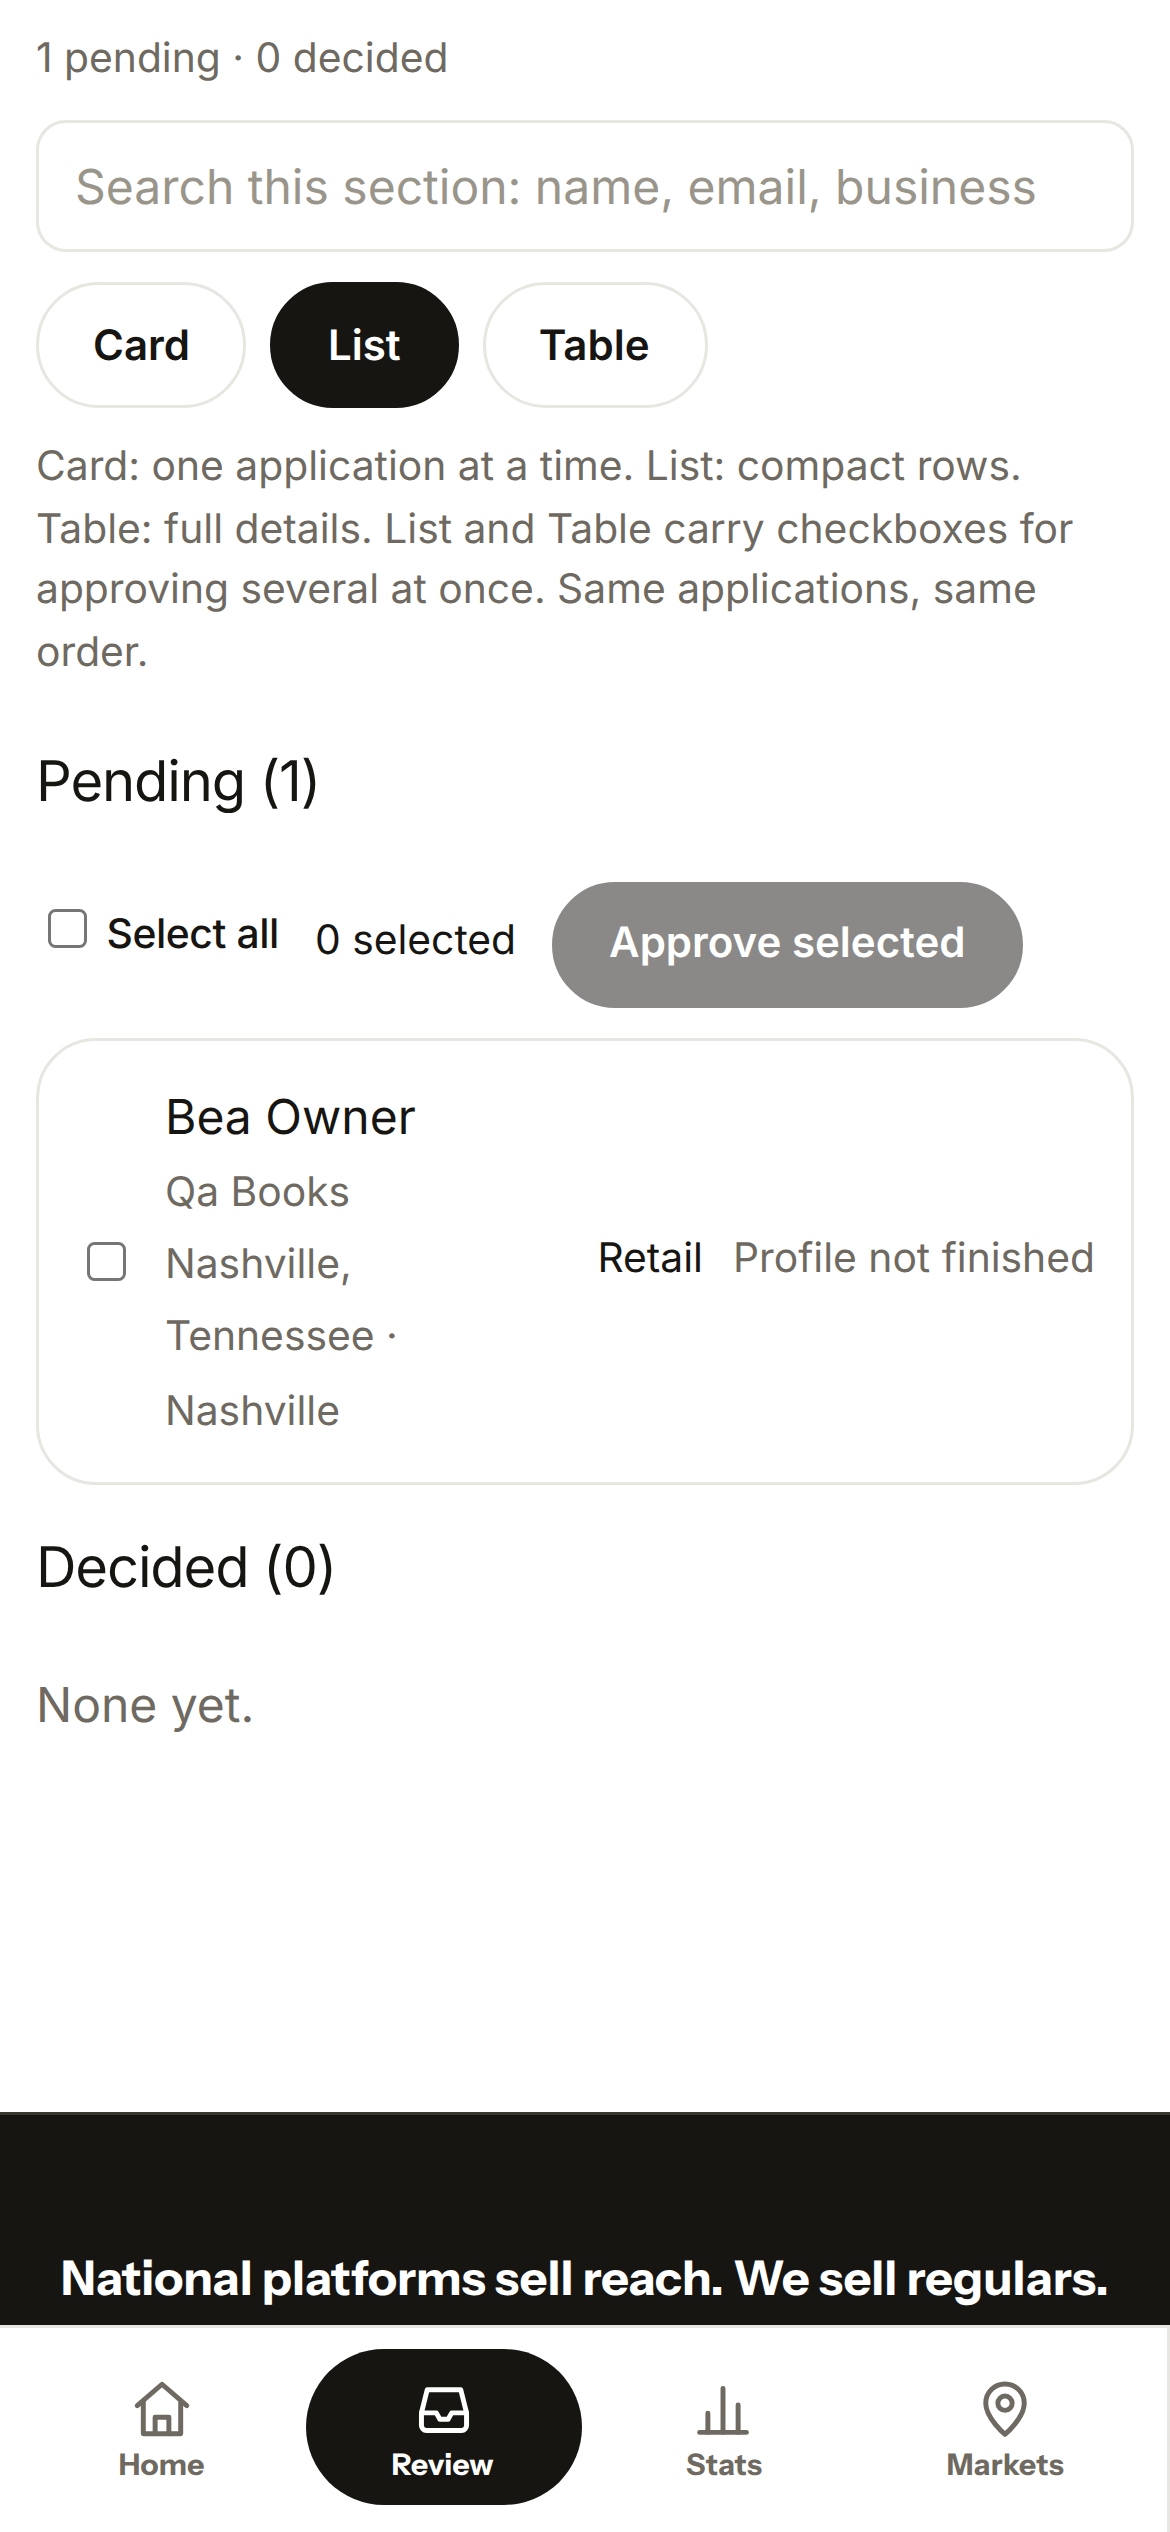 1 pending · 0 decided
Search this section: name, email, business
Card
List
Table
Card: one application at a time. List: compact rows.
Table: full details. List and Table carry checkboxes for
approving several at once. Same applications, same
order.
Pending (1)
Select all
0 selected
Approve selected
Bea Owner
Qa Books
Nashville,
Tennessee ·
Nashville
Retail
Profile not finished
Decided (0)
None yet.
National platforms sell reach. We sell regulars.
Home
Review
Stats
Markets